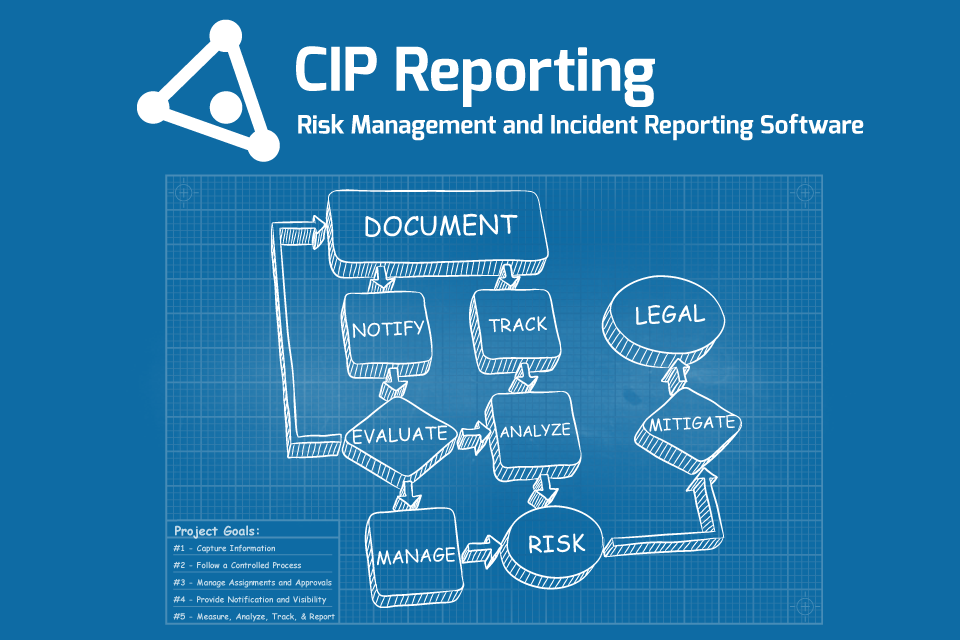 CIP Reporting
Risk Management and Incident Reporting Software
DOCUMENT
NOTIFY
TRACK
LEGAL
EVALUATE
ANALYZE
MITIGATE
MANAGE
RISK
Project Goals:
#1 - Capture Information
#2 - Follow a Controlled Process
#3 - Manage Assignments and Approvals
#4 - Provide Notification and Visibility
#5 - Measure, Analyze, Track, & Report